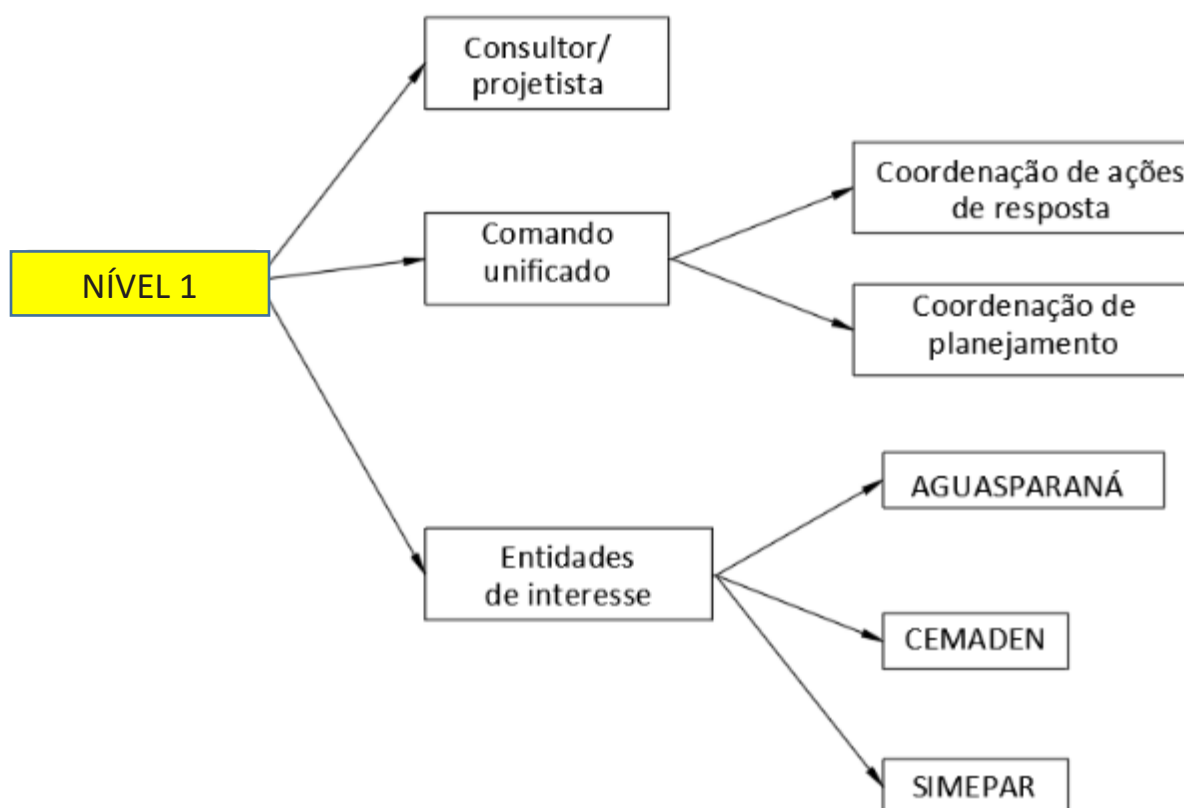 Consultor/
projetista
Comando
unificado
NÍVEL 1
Coordenação de ações
de resposta
Coordenação de
planejamento
Entidades
de interesse
AGUASPARANÁ
CEMADEN
SIMEPAR